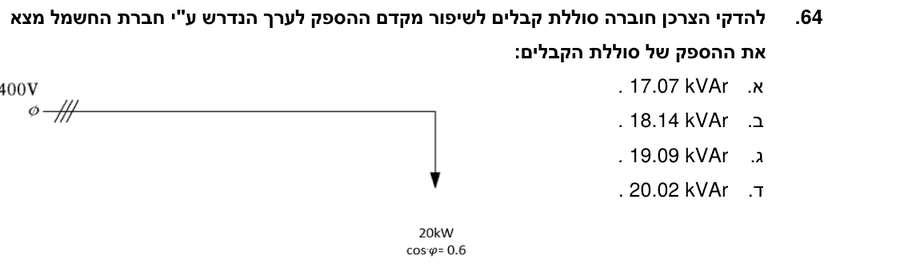 64. להדקי הצרכן חוברה סוללת קבלים לשיפור מקדם ההספק לערך הנדרש ע"י חברת החשמל מצא
את ההספק של סוללת הקבלים:
א. 17.07 kVAr .
ב. 18.14 kVAr .
ג. 19.09 kVAr .
ד. 20.02 kVAr .
400V
ø
20kW
cosφ= 0.6